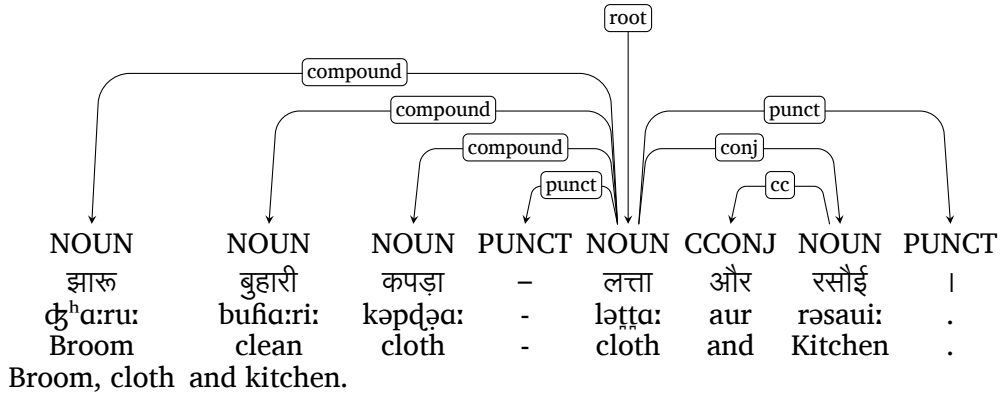 root
compound
compound punct
compound conj
punct cc
NOUN NOUN NOUN PUNCT NOUN CCONJ NOUN PUNCT
झारू बुहारी कपड़ा – लत्ता और रसौई ।
ʤʰɑːruː buɦɑːriː kəpɖ̣ɑː - lət̪t̪ɑː aur rəsauiː .
Broom clean cloth - cloth and Kitchen .
Broom, cloth and kitchen.